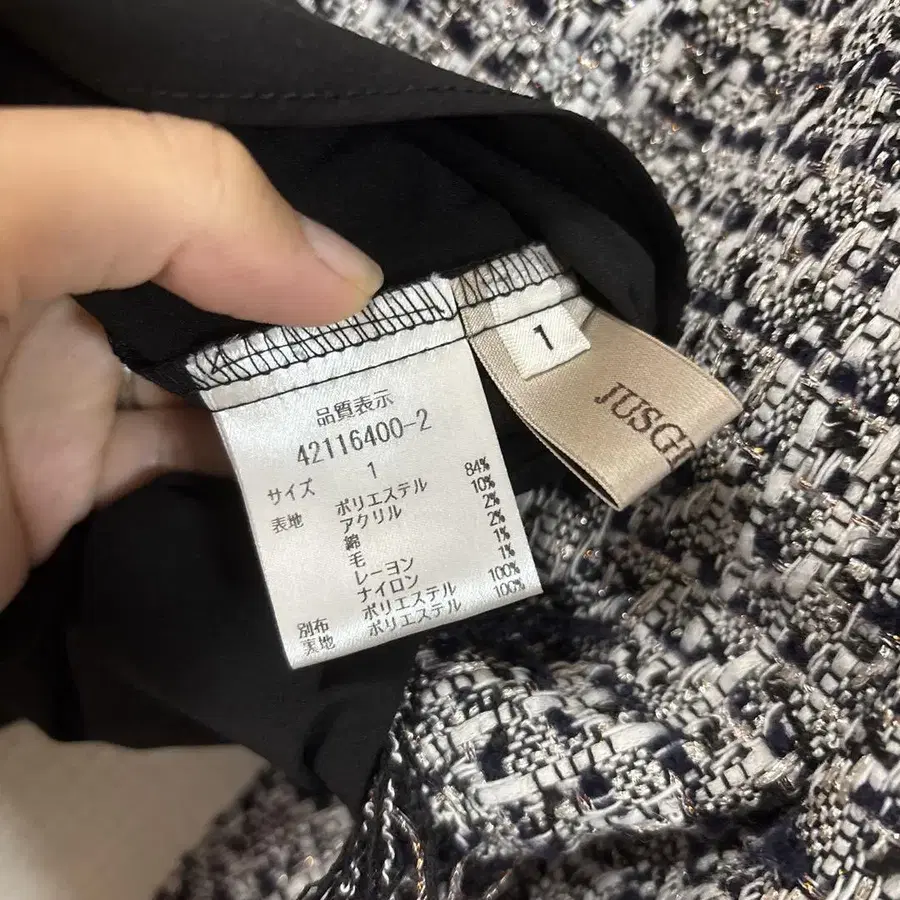 品質表示
42116400-2
サイズ 1
表地 ポリエステル 84%
アクリル 10%
綿 2%
毛 2%
レーヨン 1%
ナイロン 1%
別布 ポリエステル 100%
裏地 ポリエステル 100%
1
JUSGL